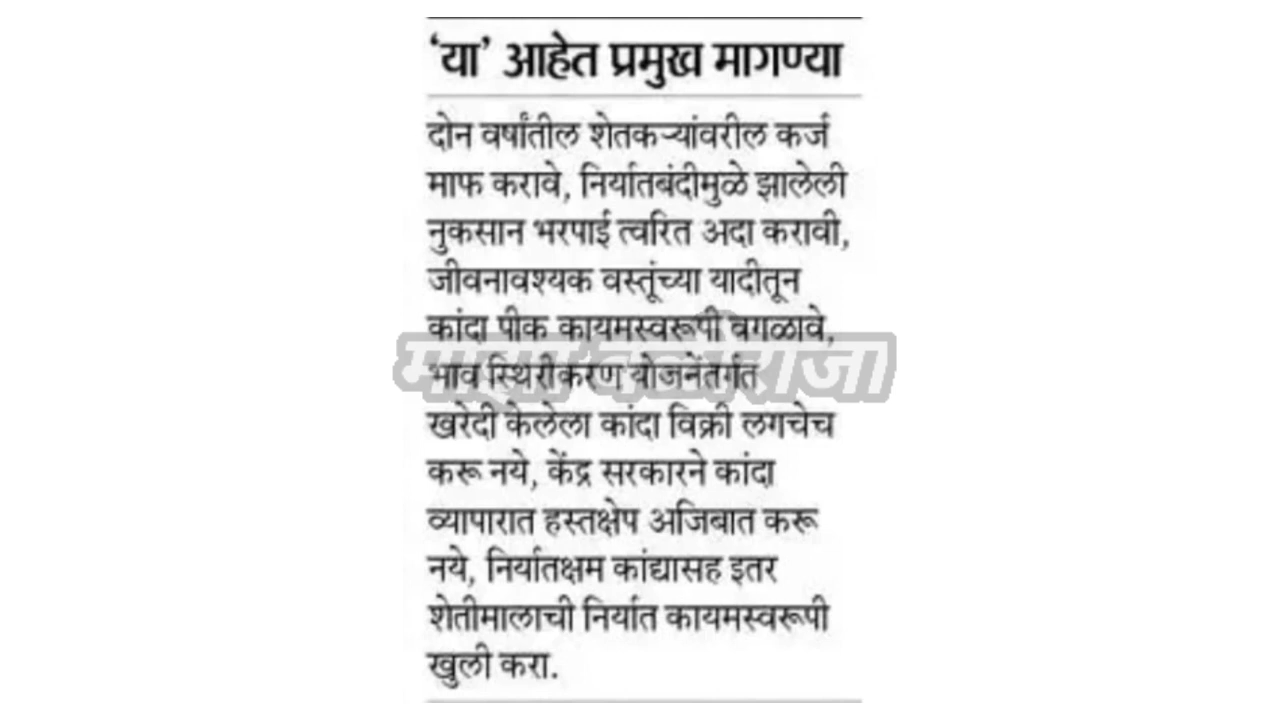 ‘या’ आहेत प्रमुख मागण्या
दोन वर्षांतील शेतकऱ्यांवरील कर्ज
माफ करावे, निर्यातबंदीमुळे झालेली
नुकसान भरपाई त्वरित अदा करावी,
जीवनावश्यक वस्तूंच्या यादीतून
कांदा पीक कायमस्वरूपी वगळावे,
भाव स्थिरीकरण योजनेंतर्गत
खरेदी केलेला कांदा विक्री लगचेच
करू नये, केंद्र सरकारने कांदा
व्यापारात हस्तक्षेप अजिबात करू
नये, निर्यातक्षम कांद्यासह इतर
शेतीमालाची निर्यात कायमस्वरूपी
खुली करा.